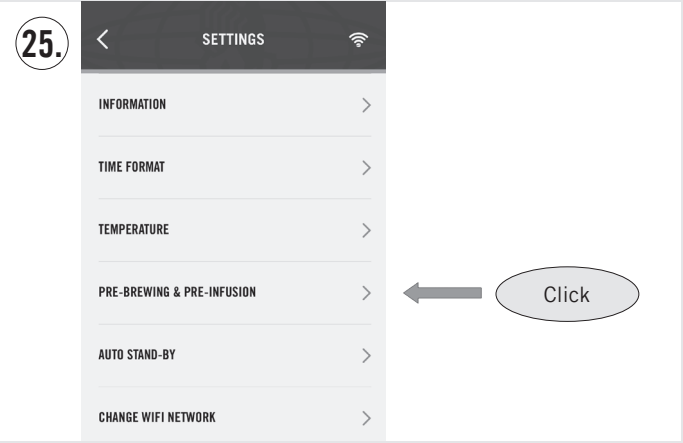 25.
SETTINGS
INFORMATION
TIME FORMAT
TEMPERATURE
PRE-BREWING & PRE-INFUSION
Click
AUTO STAND-BY
CHANGE WIFI NETWORK